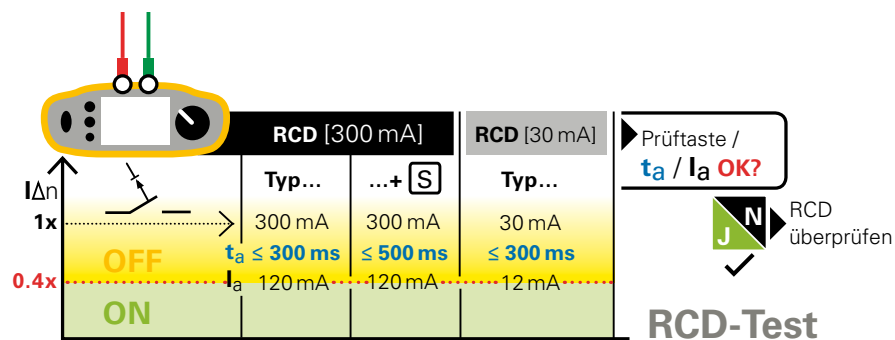 RCD [300 mA]
RCD [30 mA]
Prüftaste /
ta / Ia OK?
IΔn
Typ...
...+ S
Typ...
1x
300 mA
300 mA
30 mA
J N
RCD
überprüfen
OFF
ta ≤ 300 ms
≤ 500 ms
≤ 300 ms
0.4x
Ia
120 mA
120 mA
12 mA
ON
RCD-Test